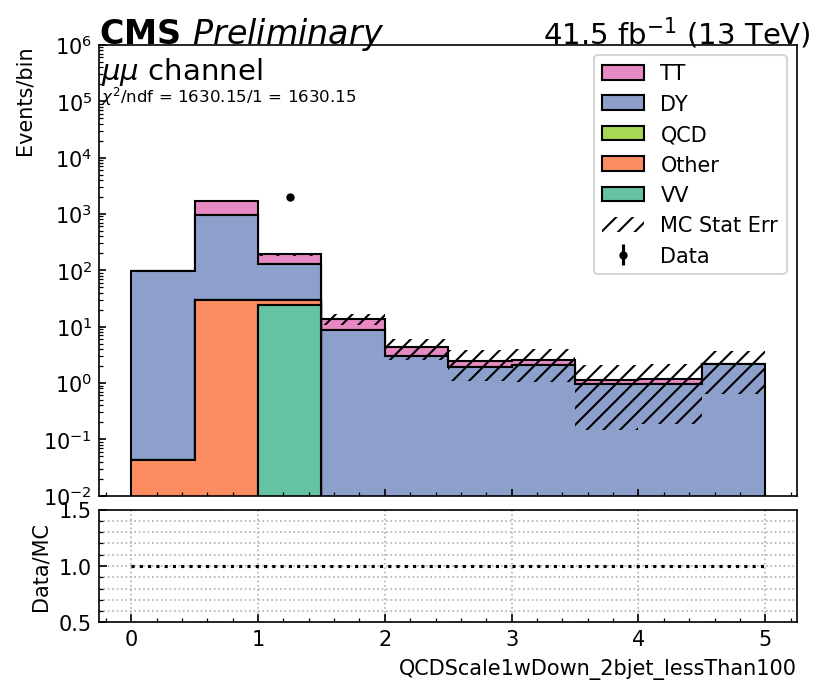 CMS Preliminary 41.5 fb⁻¹ (13 TeV)
Events/bin
μμ channel
χ²/ndf = 1630.15/1 = 1630.15
10⁶
10⁵
10⁴
10³
10²
10¹
10⁰
10⁻¹
10⁻²
TT
DY
QCD
Other
VV
MC Stat Err
Data
Data/MC
1.5
1.0
0.5
0 1 2 3 4 5
QCDScale1wDown_2bjet_lessThan100